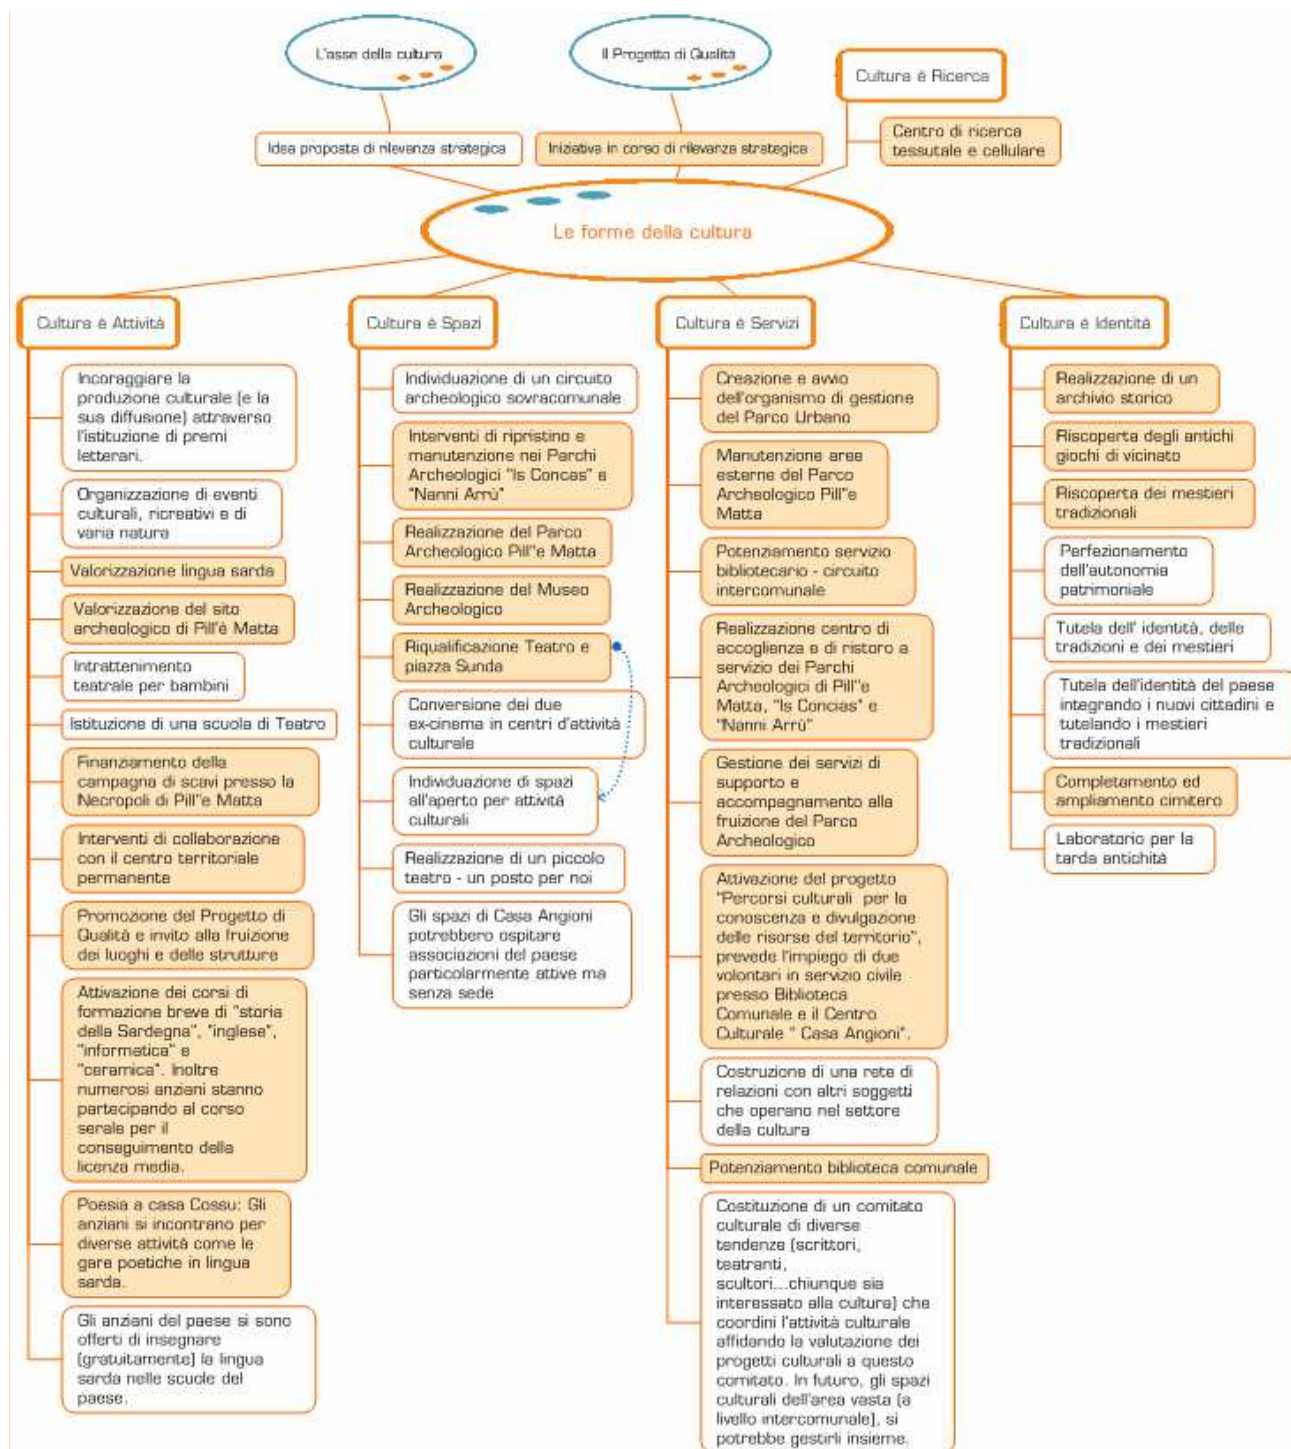 L'asse della cultura
Il Progetto di Qualità
Cultura è Ricerca
Centro di ricerca
tessutale e cellulare
Idea proposta di rilevanza strategica
Iniziativa in corso di rilevanza strategica
Le forme della cultura
Cultura è Attività
Incoraggiare la
produzione culturale (e la
sua diffusione) attraverso
l'istituzione di premi
letterari.
Organizzazione di eventi
culturali, ricreativi e di
varia natura
Valorizzazione lingua sarda
Valorizzazione del sito
archeologico di Pill'è Matta
Intrattenimento
teatrale per bambini
Istituzione di una scuola di Teatro
Finanziamento della
campagna di scavi presso la
Necropoli di Pill"e Matta
Interventi di collaborazione
con il centro territoriale
permanente
Promozione del Progetto di
Qualità e invito alla fruizione
dei luoghi e delle strutture
Attivazione dei corsi di
formazione breve di "storia
della Sardegna", "inglese",
"informatica" e
"ceramica". Inoltre
numerosi anziani stanno
partecipando al corso
serale per il
conseguimento della
licenza media.
Poesia a casa Cossu: Gli
anziani si incontrano per
diverse attività come le
gare poetiche in lingua
sarda.
Gli anziani del paese si sono
offerti di insegnare
(gratuitamente) la lingua
sarda nelle scuole del
paese.
Cultura è Spazi
Individuazione di un circuito
archeologico sovracomunale
Interventi di ripristino e
manutenzione nei Parchi
Archeologici "Is Concas" e
"Nanni Arrù"
Realizzazione del Parco
Archeologico Pill"e Matta
Realizzazione del Museo
Archeologico
Riqualificazione Teatro e
piazza Sunda
Conversione dei due
ex-cinema in centri d'attività
culturale
Individuazione di spazi
all'aperto per attività
culturali
Realizzazione di un piccolo
teatro - un posto per noi
Gli spazi di Casa Angioni
potrebbero ospitare
associazioni del paese
particolarmente attive ma
senza sede
Cultura è Servizi
Creazione e avvio
dell'organismo di gestione
del Parco Urbano
Manutenzione aree
esterne del Parco
Archeologico Pill"e
Matta
Potenziamento servizio
bibliotecario - circuito
intercomunale
Realizzazione centro di
accoglienza e di ristoro a
servizio dei Parchi
Archeologici di Pill"e
Matta, "Is Concias" e
"Nanni Arrù"
Gestione dei servizi di
supporto e
accompagnamento alla
fruizione del Parco
Archeologico
Attivazione del progetto
"Percorsi culturali per la
conoscenza e divulgazione
delle risorse del territorio",
prevede l'impiego di due
volontari in servizio civile
presso Biblioteca
Comunale e il Centro
Culturale " Casa Angioni".
Costruzione di una rete di
relazioni con altri soggetti
che operano nel settore
della cultura
Potenziamento biblioteca comunale
Costituzione di un comitato
culturale di diverse
tendenze (scrittori,
teatranti,
scultori...chiunque sia
interessato alla cultura) che
coordini l'attività culturale
affidando la valutazione dei
progetti culturali a questo
comitato. In futuro, gli spazi
culturali dell'area vasta (a
livello intercomunale), si
potrebbe gestirli insieme.
Cultura è Identità
Realizzazione di un
archivio storico
Riscoperta degli antichi
giochi di vicinato
Riscoperta dei mestieri
tradizionali
Perfezionamento
dell'autonomia
patrimoniale
Tutela dell' identità, delle
tradizioni e dei mestieri
Tutela dell'identità del paese
integrando i nuovi cittadini e
tutelando i mestieri
tradizionali
Completamento ed
ampliamento cimitero
Laboratorio per la
tarda antichità